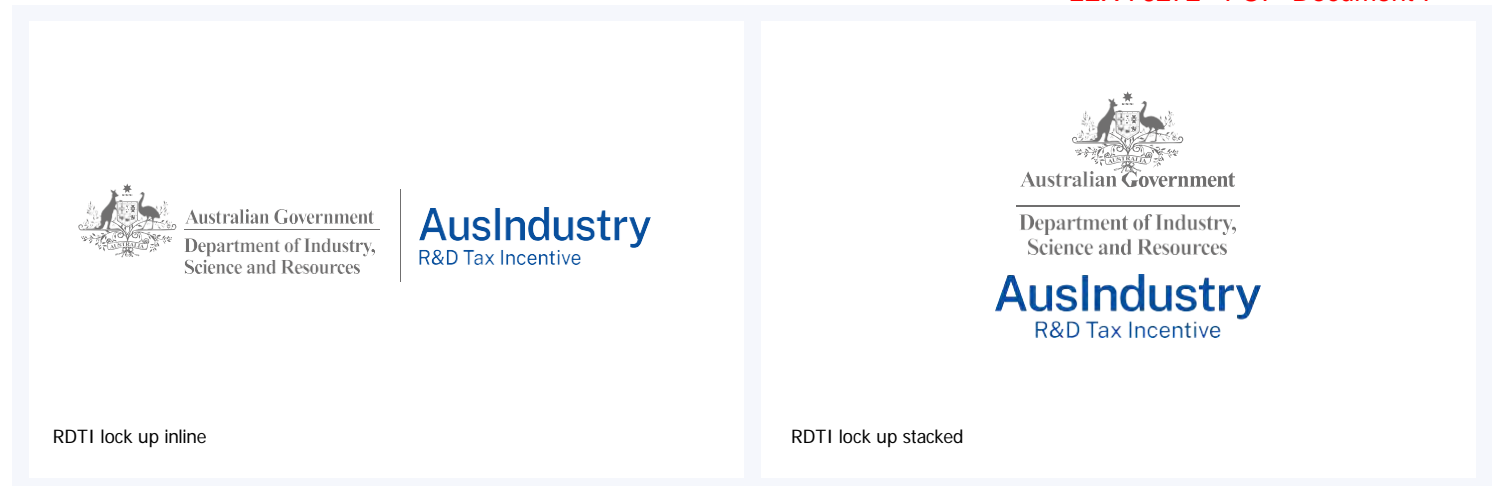 Australian Government
Department of Industry,
Science and Resources
AusIndustry
R&D Tax Incentive
RDTI lock up inline
AUSTRALIA
Australian Government
Department of Industry,
Science and Resources
AusIndustry
R&D Tax Incentive
RDTI lock up stacked